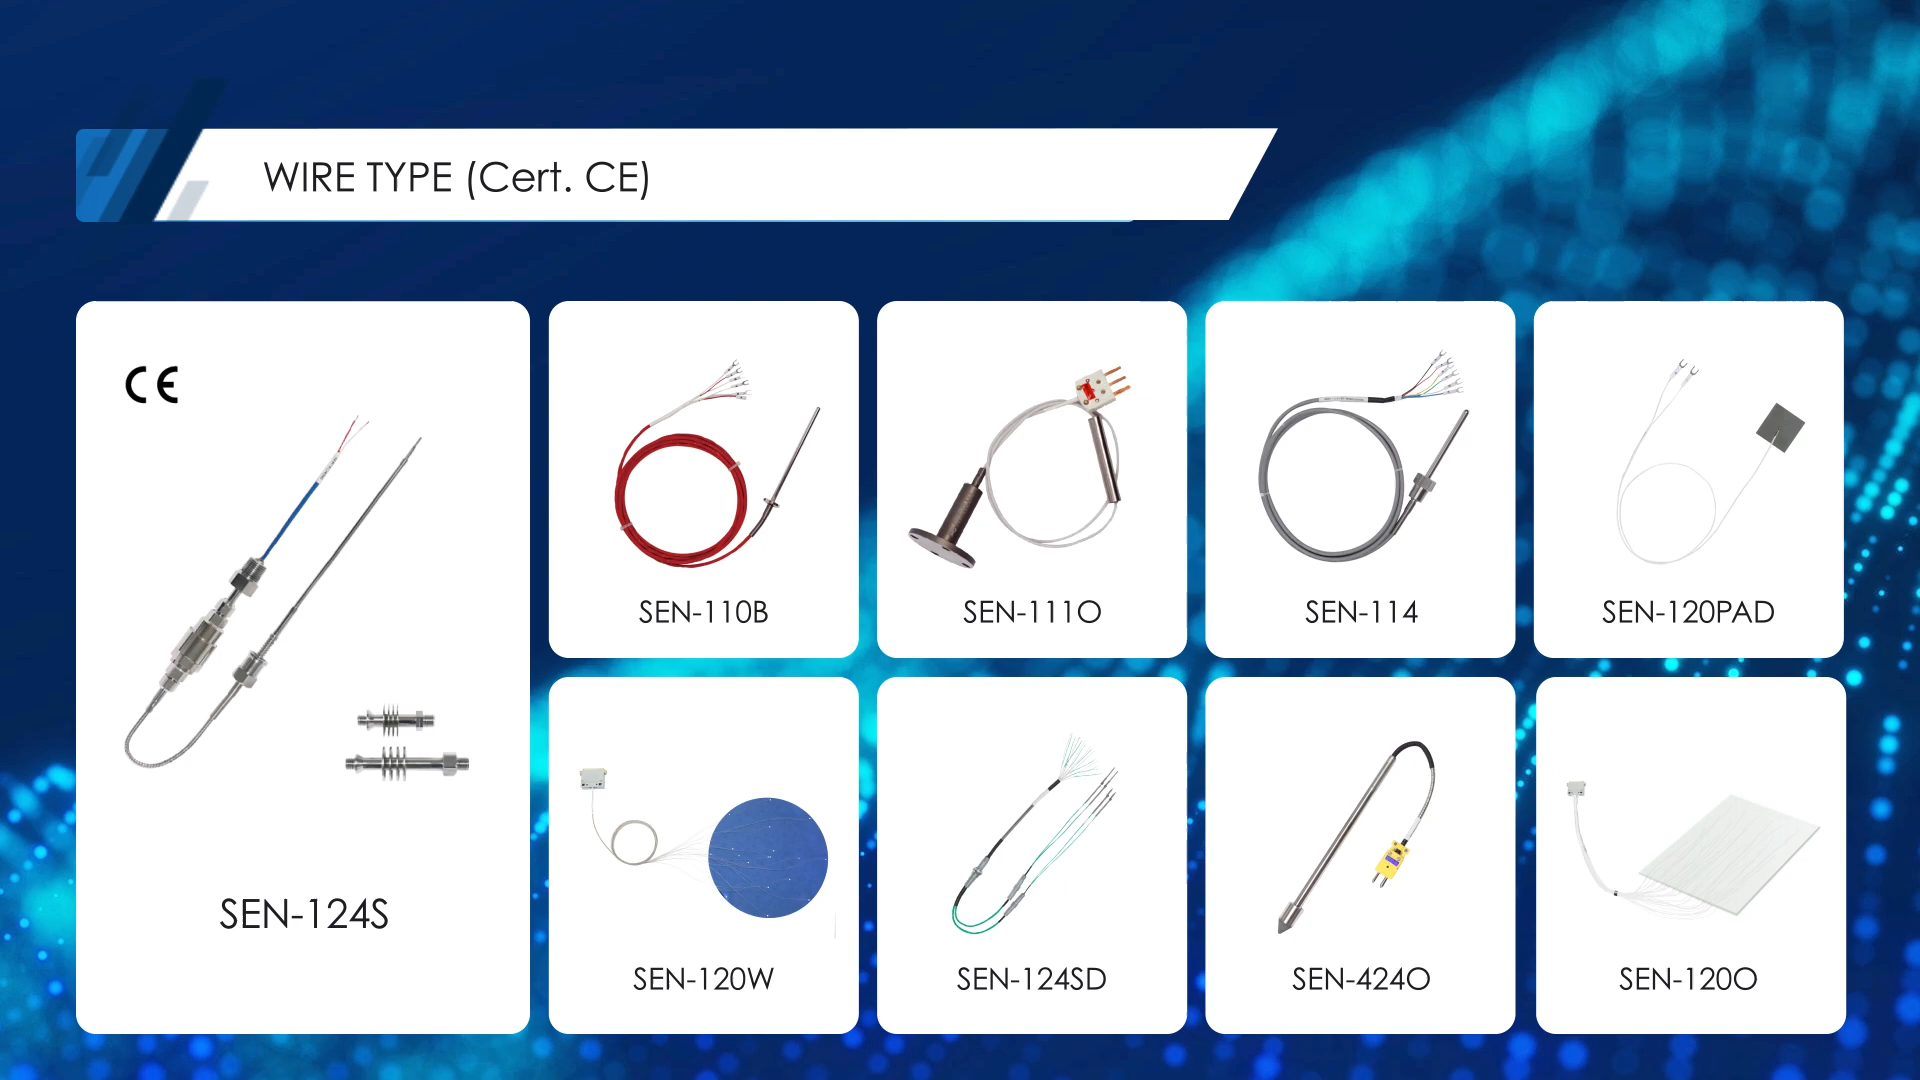 WIRE TYPE (Cert. CE)
CE
SEN-124S
SEN-110B
SEN-111O
SEN-114
SEN-120PAD
SEN-120W
SEN-124SD
SEN-424O
SEN-120O